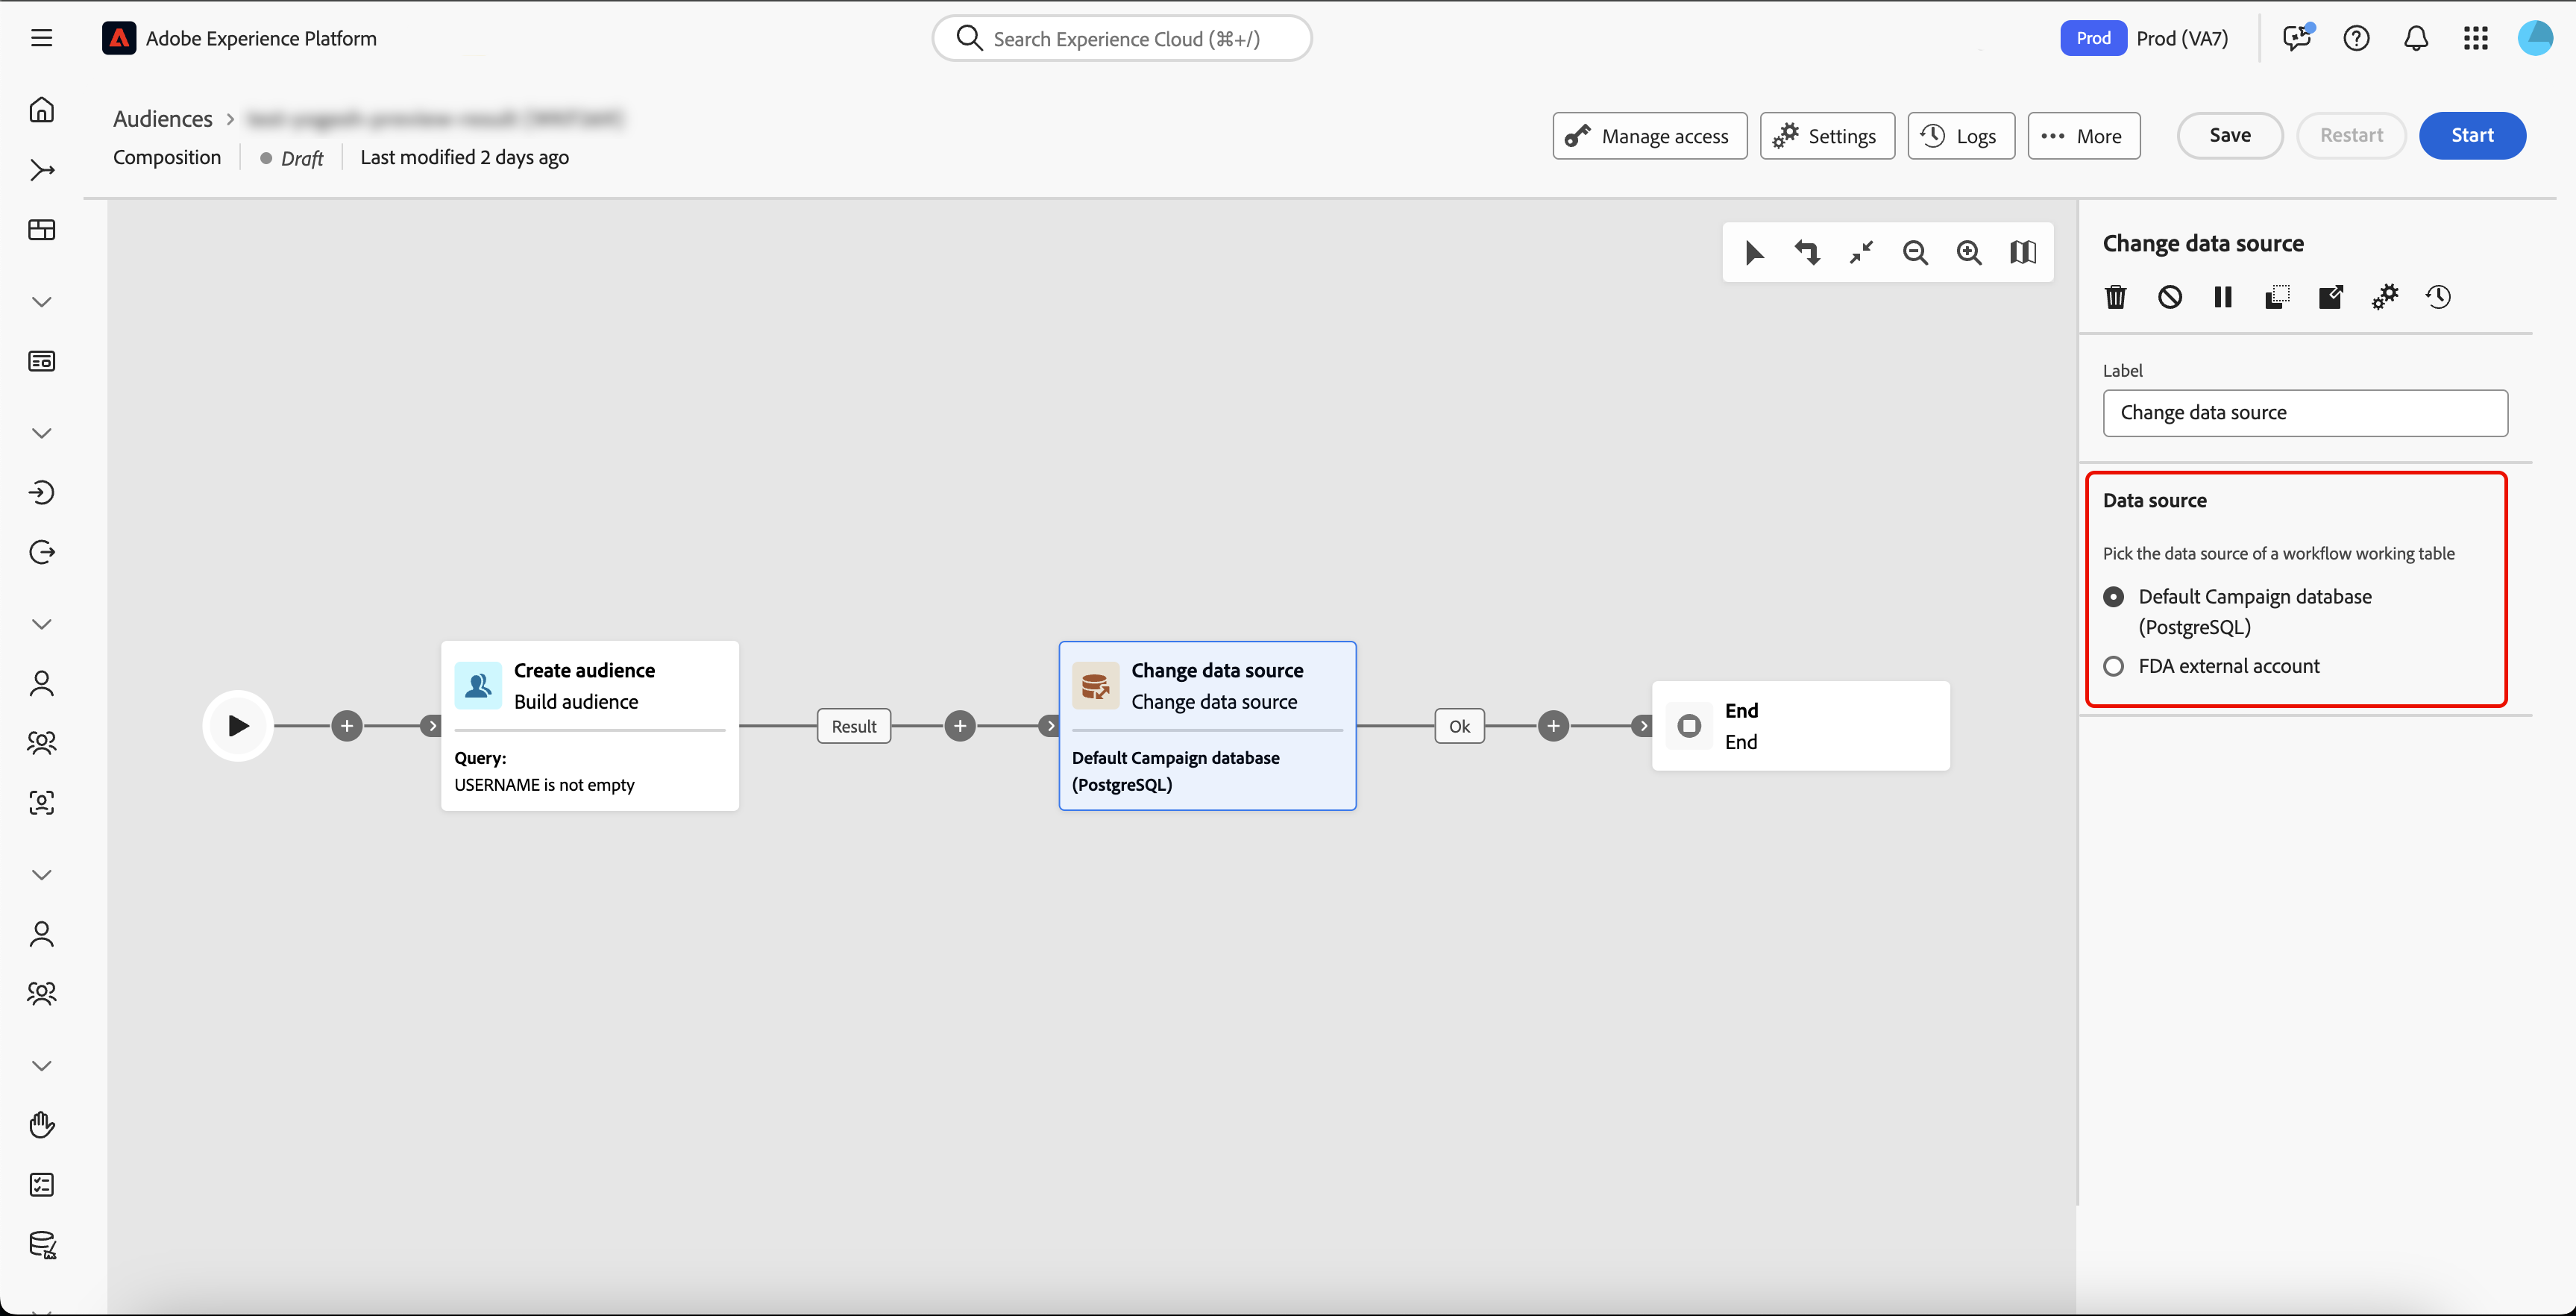 Adobe Experience Platform
Search Experience Cloud (⌘+/)
Prod
Prod (VA7)
Audiences
Composition
Draft
Last modified 2 days ago
Manage access
Settings
Logs
More
Save
Restart
Start
Change data source
Label
Change data source
Data source
Pick the data source of a workflow working table
Default Campaign database
(PostgreSQL)
FDA external account
Create audience
Build audience
Query:
USERNAME is not empty
Result
Change data source
Change data source
Default Campaign database
(PostgreSQL)
Ok
End
End